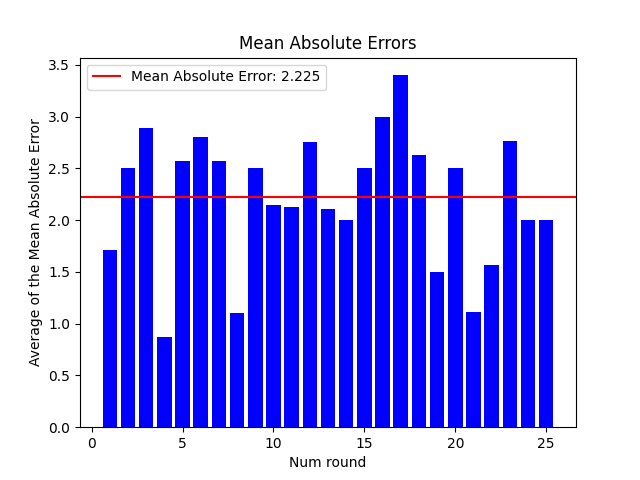 Mean Absolute Errors
Mean Absolute Error: 2.225
Average of the Mean Absolute Error
3.5
3.0
2.5
2.0
1.5
1.0
0.5
0.0
0 5 10 15 20 25
Num round